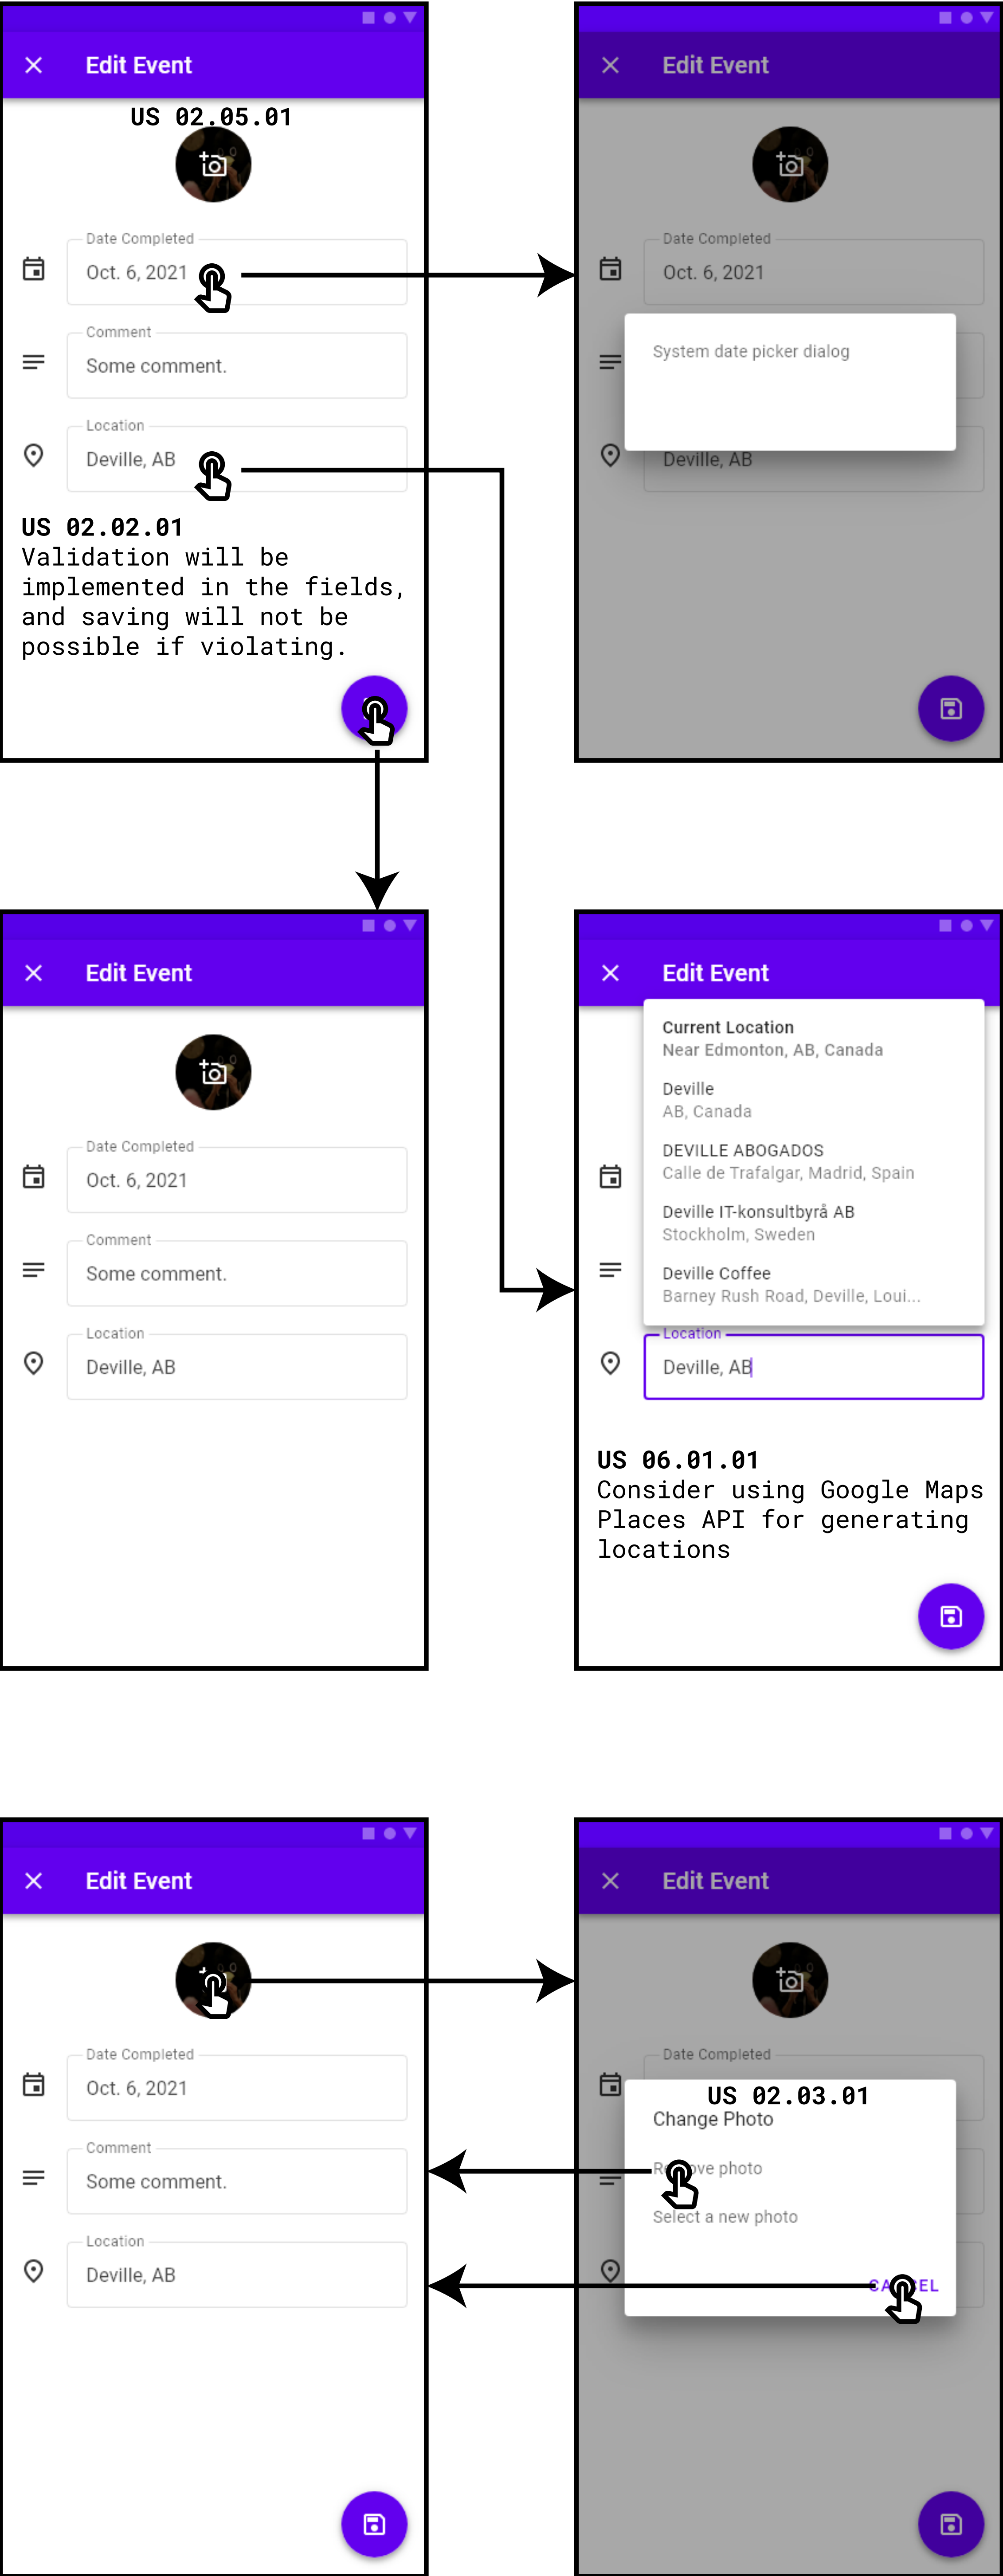 Edit Event
US 02.05.01
Date Completed
Oct. 6, 2021
Comment
Some comment.
Location
Deville, AB
US 02.02.01
Validation will be
implemented in the fields,
and saving will not be
possible if violating.
Edit Event
Date Completed
Oct. 6, 2021
System date picker dialog
Deville, AB
Edit Event
Date Completed
Oct. 6, 2021
Comment
Some comment.
Location
Deville, AB
Edit Event
Current Location
Near Edmonton, AB, Canada
Deville
AB, Canada
DEVILLE ABOGADOS
Calle de Trafalgar, Madrid, Spain
Deville IT-konsultbyrå AB
Stockholm, Sweden
Deville Coffee
Barney Rush Road, Deville, Loui...
Location
Deville, AB
US 06.01.01
Consider using Google Maps
Places API for generating
locations
Edit Event
Date Completed
Oct. 6, 2021
Comment
Some comment.
Location
Deville, AB
Edit Event
Date Completed
US 02.03.01
Change Photo
Remove photo
Select a new photo
CANCEL